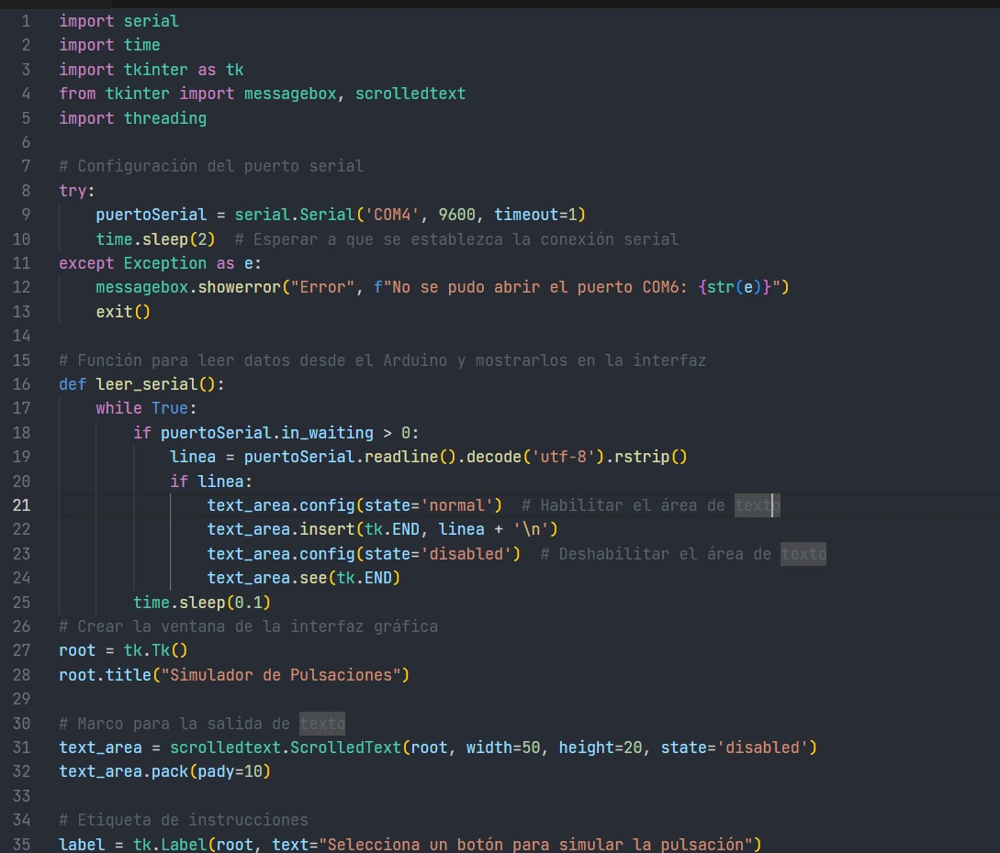 1 import serial
2 import time
3 import tkinter as tk
4 from tkinter import messagebox, scrolledtext
5 import threading
6
7 # Configuración del puerto serial
8 try:
9     puertoSerial = serial.Serial('COM4', 9600, timeout=1)
10     time.sleep(2)  # Esperar a que se establezca la conexión serial
11 except Exception as e:
12     messagebox.showerror("Error", f"No se pudo abrir el puerto COM6: {str(e)}")
13     exit()
14
15 # Función para leer datos desde el Arduino y mostrarlos en la interfaz
16 def leer_serial():
17     while True:
18         if puertoSerial.in_waiting > 0:
19             linea = puertoSerial.readline().decode('utf-8').rstrip()
20             if linea:
21                 text_area.config(state='normal')  # Habilitar el área de texto
22                 text_area.insert(tk.END, linea + '\n')
23                 text_area.config(state='disabled')  # Deshabilitar el área de texto
24                 text_area.see(tk.END)
25         time.sleep(0.1)
26 # Crear la ventana de la interfaz gráfica
27 root = tk.Tk()
28 root.title("Simulador de Pulsaciones")
29
30 # Marco para la salida de texto
31 text_area = scrolledtext.ScrolledText(root, width=50, height=20, state='disabled')
32 text_area.pack(pady=10)
33
34 # Etiqueta de instrucciones
35 label = tk.Label(root, text="Selecciona un botón para simular la pulsación")